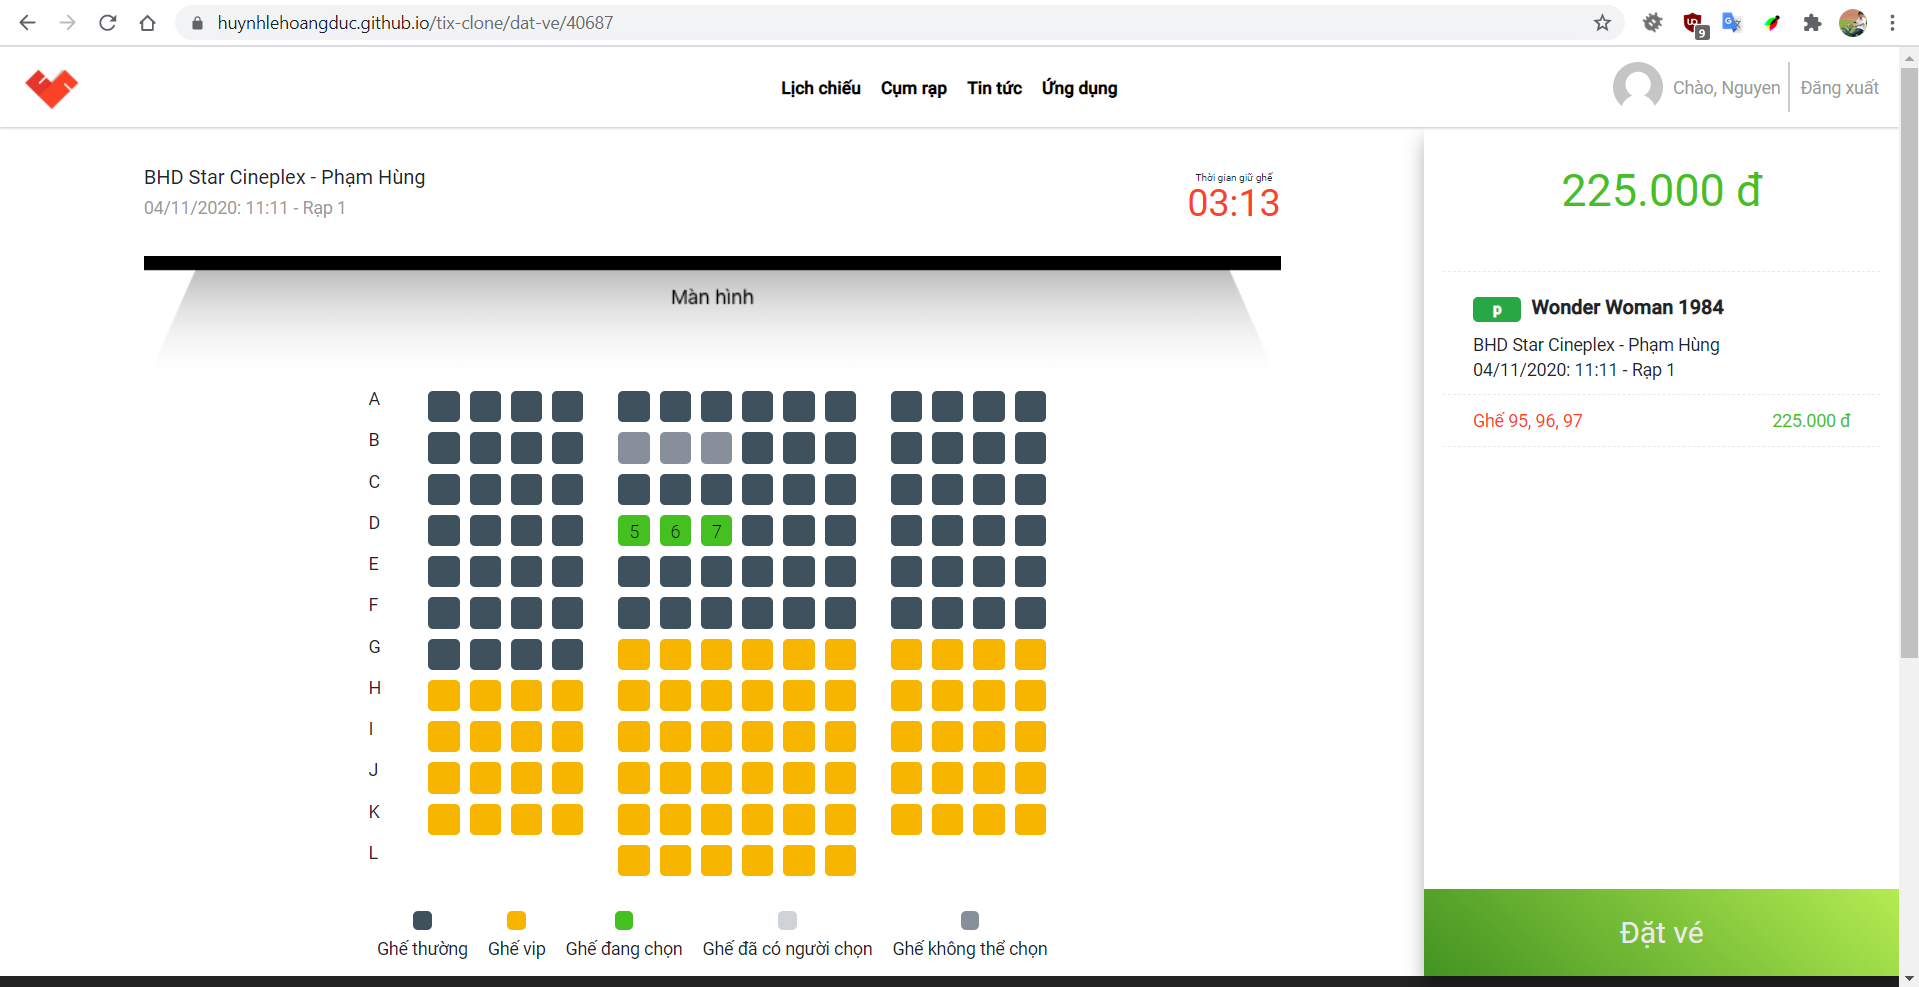 huynhlehoangduc.github.io/tix-clone/dat-ve/40687
9
Lịch chiếu Cụm rạp Tin tức Ứng dụng
Chào, Nguyen Đăng xuất
BHD Star Cineplex - Phạm Hùng
04/11/2020: 11:11 - Rạp 1
Thời gian giữ ghế
03:13
Màn hình
A
B
C
D 5 6 7
E
F
G
H
I
J
K
L
Ghế thường Ghế vip Ghế đang chọn Ghế đã có người chọn Ghế không thể chọn
225.000 đ
p Wonder Woman 1984
BHD Star Cineplex - Phạm Hùng
04/11/2020: 11:11 - Rạp 1
Ghế 95, 96, 97 225.000 đ
Đặt vé